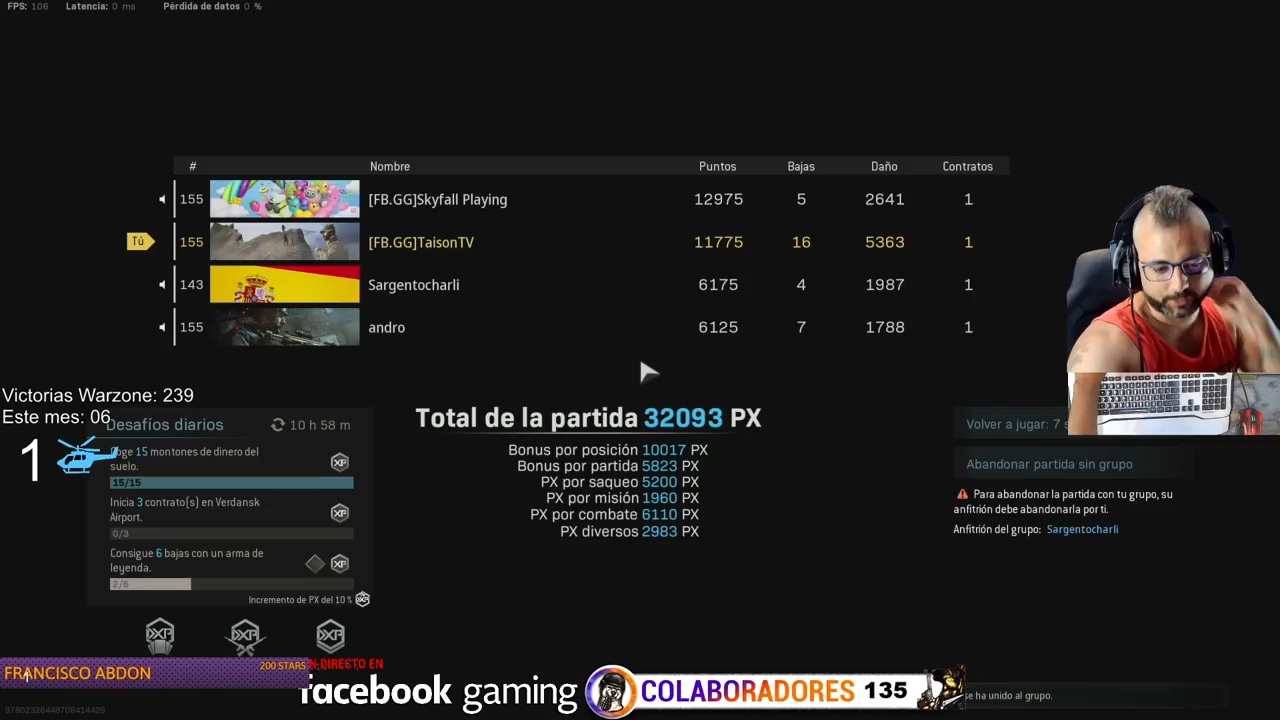 FPS: 106 Latencia: 0 ms Pérdida de datos 0 %
# Nombre Puntos Bajas Daño Contratos
155 [FB.GG]Skyfall Playing 12975 5 2641 1
Tú 155 [FB.GG]TaisonTV 11775 16 5363 1
143 Sargentocharli 6175 4 1987 1
155 andro 6125 7 1788 1
Victorias Warzone: 239
Este mes: 06
1
Desafíos diarios 10 h 58 m
Coge 15 montones de dinero del
suelo.
15/15
Inicia 3 contrato(s) en Verdansk
Airport.
0/3
Consigue 6 bajas con un arma de
leyenda.
2/6
Incremento de PX del 10 %
Total de la partida 32093 PX
Bonus por posición 10017 PX
Bonus por partida 5823 PX
PX por saqueo 5200 PX
PX por misión 1960 PX
PX por combate 6110 PX
PX diversos 2983 PX
Volver a jugar: 7 s
Abandonar partida sin grupo
Para abandonar la partida con tu grupo, su
anfitrión debe abandonarla por ti.
Anfitrión del grupo: Sargentocharli
FRANCISCO ABDON
200 STARS
N DIRECTO EN
facebook gaming
COLABORADORES 135
se ha unido al grupo.